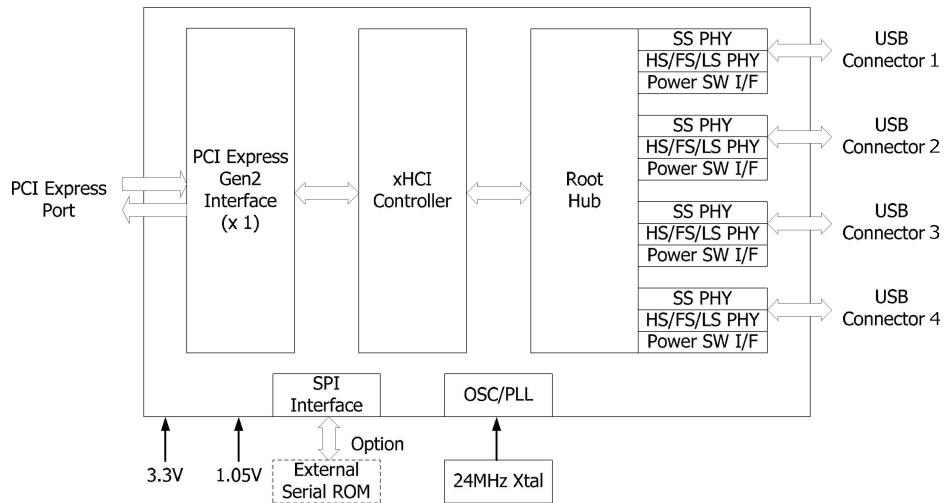 PCI Express
Port
PCI Express
Gen2
Interface
(x 1)
xHCI
Controller
Root
Hub
SS PHY
HS/FS/LS PHY
Power SW I/F
USB
Connector 1
SS PHY
HS/FS/LS PHY
Power SW I/F
USB
Connector 2
SS PHY
HS/FS/LS PHY
Power SW I/F
USB
Connector 3
SS PHY
HS/FS/LS PHY
Power SW I/F
USB
Connector 4
SPI
Interface
OSC/PLL
Option
3.3V
1.05V
External
Serial ROM
24MHz Xtal